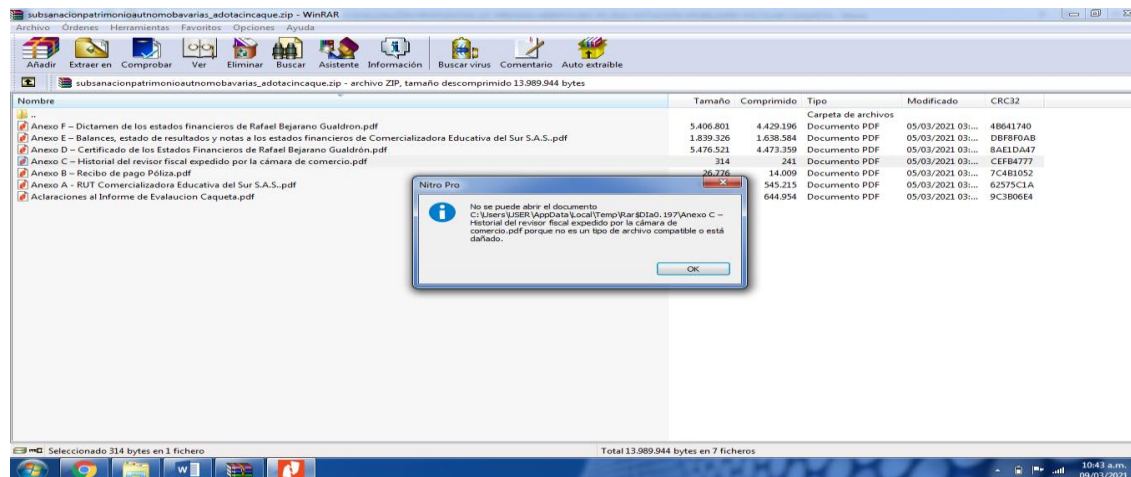 subsanacionpatrimonioautnomobavarias_adotacincaque.zip - WinRAR
Archivo Órdenes Herramientas Favoritos Opciones Ayuda
Añadir Extraer en Comprobar Ver Eliminar Buscar Asistente Información Buscar virus Comentario Auto extraible
subsanacionpatrimonioautnomobavarias_adotacincaque.zip - archivo ZIP, tamaño descomprimido 13.989.944 bytes
Nombre Tamaño Comprimido Tipo Modificado CRC32
.. Carpeta de archivos
Anexo F – Dictamen de los estados financieros de Rafael Bejarano Gualdron.pdf 5.406.801 4.429.196 Documento PDF 05/03/2021 03:... 4B641740
Anexo E – Balances, estado de resultados y notas a los estados financieros de Comercializadora Educativa del Sur S.A.S..pdf 1.839.326 1.638.584 Documento PDF 05/03/2021 03:... DBF8F0AB
Anexo D – Certificado de los Estados Financieros de Rafael Bejarano Gualdrón.pdf 5.476.521 4.473.359 Documento PDF 05/03/2021 03:... 8AE1DA47
Anexo C – Historial del revisor fiscal expedido por la cámara de comercio.pdf 314 241 Documento PDF 05/03/2021 03:... CEFB4777
Anexo B – Recibo de pago Póliza.pdf 26.776 14.009 Documento PDF 05/03/2021 03:... 7C4B1052
Anexo A - RUT Comercializadora Educativa del Sur S.A.S..pdf 545.215 Documento PDF 05/03/2021 03:... 62575C1A
Aclaraciones al Informe de Evalaucion Caqueta.pdf 644.954 Documento PDF 05/03/2021 03:... 9C3B06E4
Nitro Pro
No se puede abrir el documento
C:\Users\USER\AppData\Local\Temp\Rar$DIa0.197\Anexo C –
Historial del revisor fiscal expedido por la cámara de
comercio.pdf porque no es un tipo de archivo compatible o está
dañado.
OK
Seleccionado 314 bytes en 1 fichero Total 13.989.944 bytes en 7 ficheros
10:43 a.m.
09/03/2021